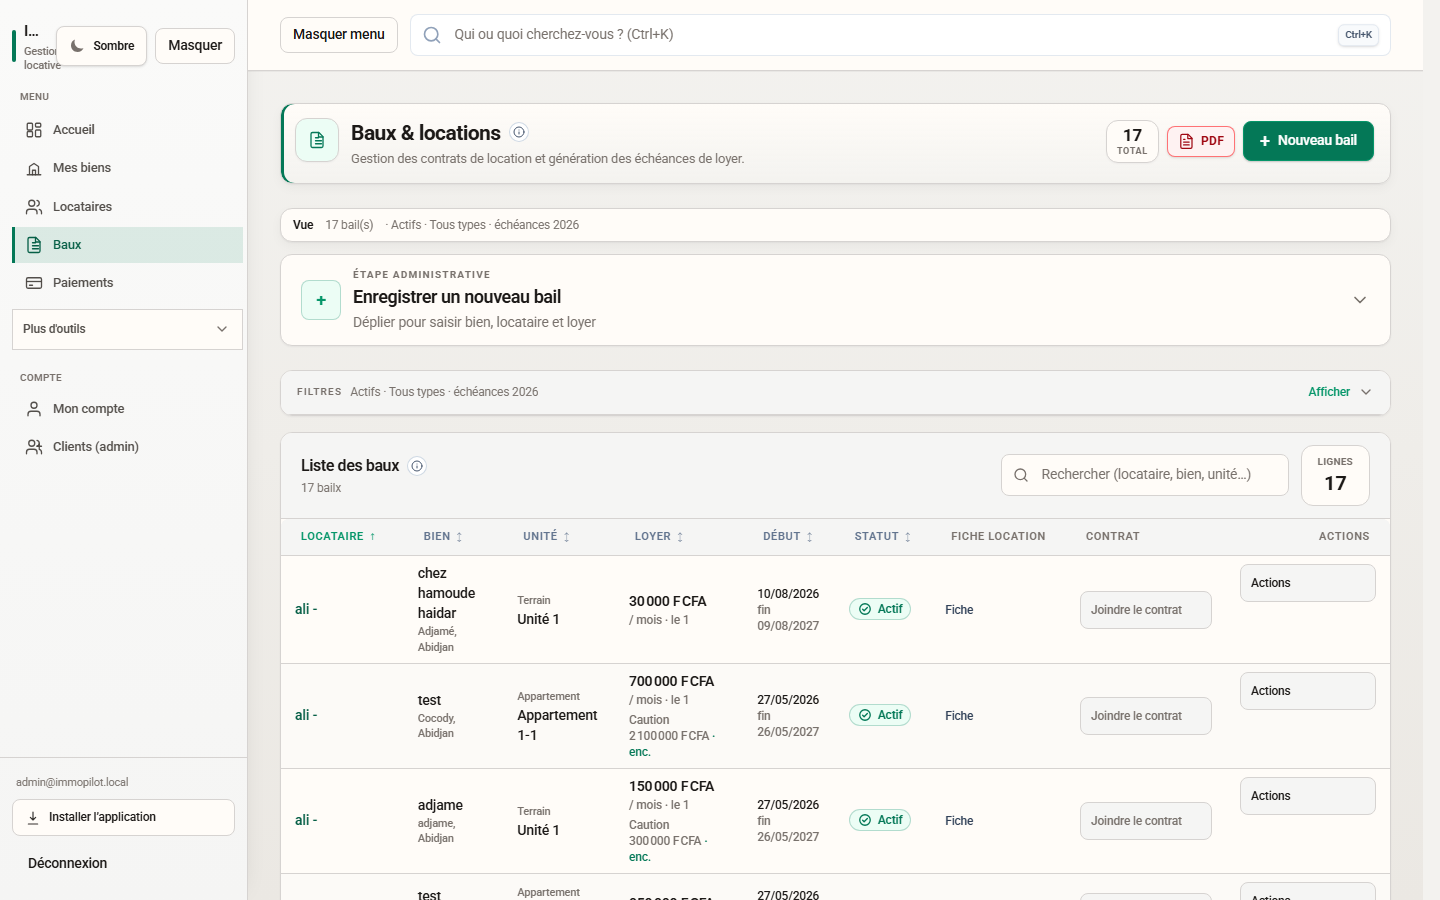 I...
Gestion
locative
Sombre
Masquer
MENU
Accueil
Mes biens
Locataires
Baux
Paiements
Plus d'outils
COMPTE
Mon compte
Clients (admin)
admin@immopilot.local
Installer l'application
Déconnexion
Masquer menu
Qui ou quoi cherchez-vous ? (Ctrl+K)
Ctrl+K
Baux & locations
Gestion des contrats de location et génération des échéances de loyer.
17
TOTAL
PDF
+ Nouveau bail
Vue 17 bail(s) · Actifs · Tous types · échéances 2026
ÉTAPE ADMINISTRATIVE
+
Enregistrer un nouveau bail
Déplier pour saisir bien, locataire et loyer
FILTRES Actifs · Tous types · échéances 2026
Afficher
Liste des baux
17 bailx
Rechercher (locataire, bien, unité...)
LIGNES
17
LOCATAIRE ↑ BIEN ↕ UNITÉ ↕ LOYER ↕ DÉBUT ↕ STATUT ↕ FICHE LOCATION CONTRAT ACTIONS
ali -
chez
hamoude
haidar
Adjamé,
Abidjan
Terrain
Unité 1
30 000 F CFA
/ mois · le 1
10/08/2026
fin
09/08/2027
Actif
Fiche
Joindre le contrat
Actions
ali -
test
Cocody,
Abidjan
Appartement
Appartement
1-1
700 000 F CFA
/ mois · le 1
Caution
2 100 000 F CFA ·
enc.
27/05/2026
fin
26/05/2027
Actif
Fiche
Joindre le contrat
Actions
ali -
adjame
adjame,
Abidjan
Terrain
Unité 1
150 000 F CFA
/ mois · le 1
Caution
300 000 F CFA ·
enc.
27/05/2026
fin
26/05/2027
Actif
Fiche
Joindre le contrat
Actions
test
Appartement
27/05/2026